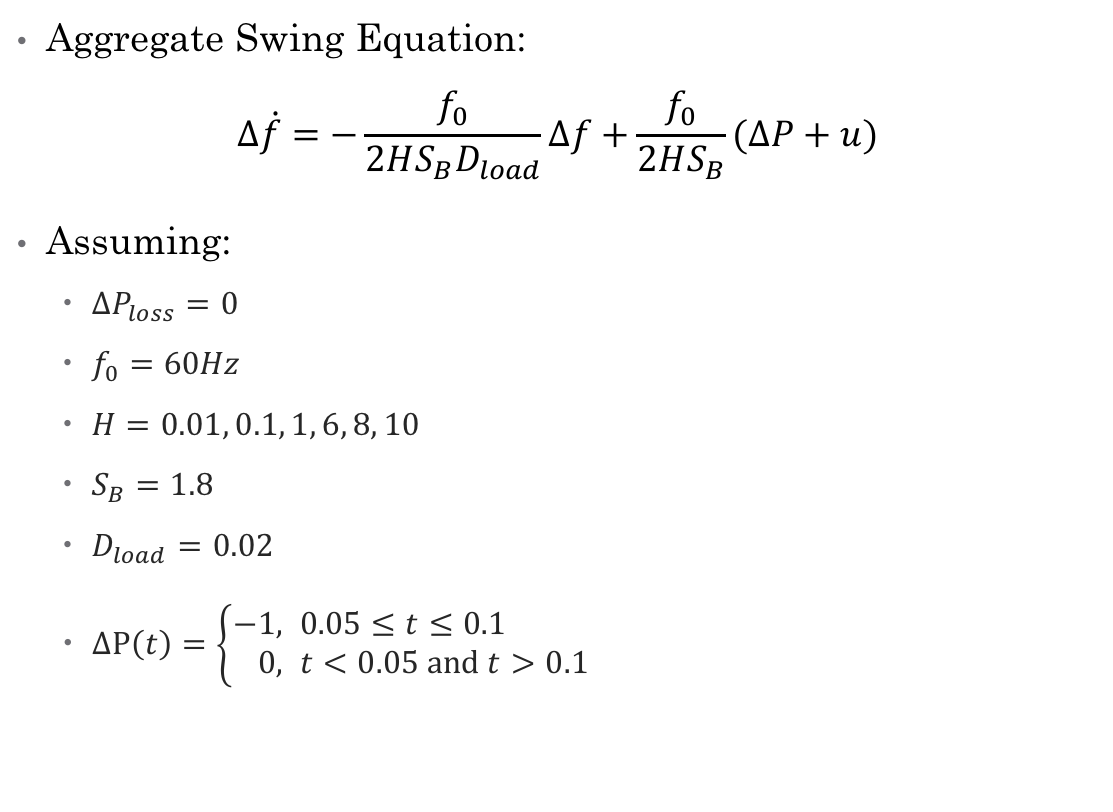 • Aggregate Swing Equation:
Δḟ = − f₀/(2HS_B D_load) Δf + f₀/(2HS_B) (ΔP + u)
• Assuming:
• ΔP_loss = 0
• f₀ = 60Hz
• H = 0.01, 0.1, 1, 6, 8, 10
• S_B = 1.8
• D_load = 0.02
• ΔP(t) = { −1, 0.05 ≤ t ≤ 0.1
0, t < 0.05 and t > 0.1